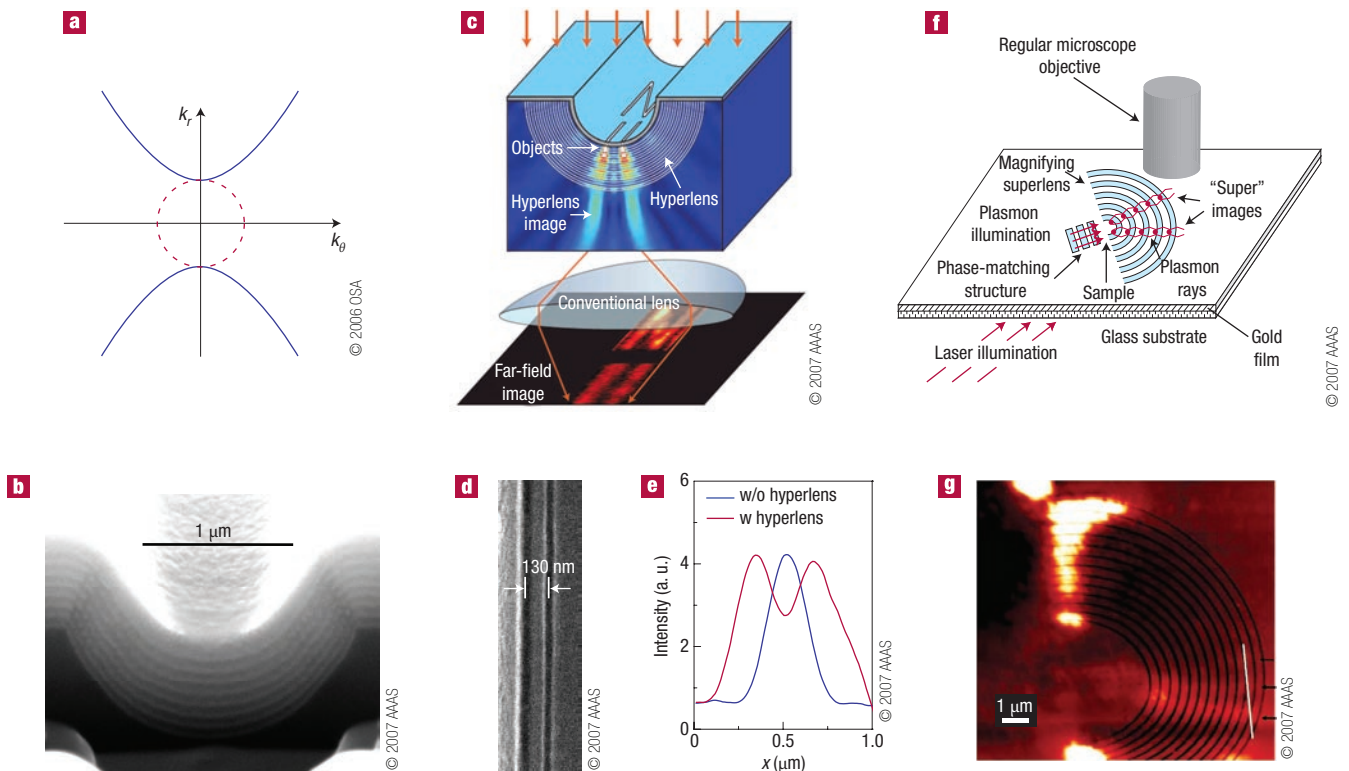 a
k_r
k_θ
© 2006 OSA
b
1 μm
© 2007 AAAS
c
Objects
Hyperlens
image
Hyperlens
Conventional lens
Far-field
image
© 2007 AAAS
d
130 nm
© 2007 AAAS
e
6
4
2
0
w/o hyperlens
w hyperlens
Intensity (a. u.)
0
0.5
1.0
x (μm)
© 2007 AAAS
f
Regular microscope
objective
Magnifying
superlens
Plasmon
illumination
Phase-matching
structure
Sample
"Super"
images
Plasmon
rays
Glass substrate
Gold
film
Laser illumination
© 2007 AAAS
g
1 μm
© 2007 AAAS